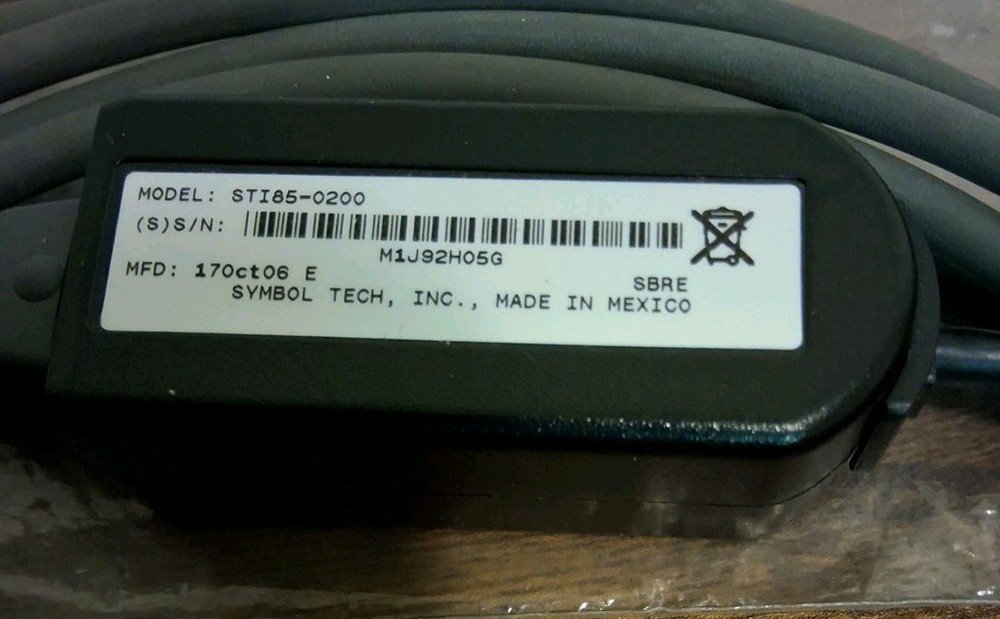 MODEL: STI85-0200
(S)S/N:
M1J92H05G
MFD: 17Oct06 E
SBRE
SYMBOL TECH, INC., MADE IN MEXICO